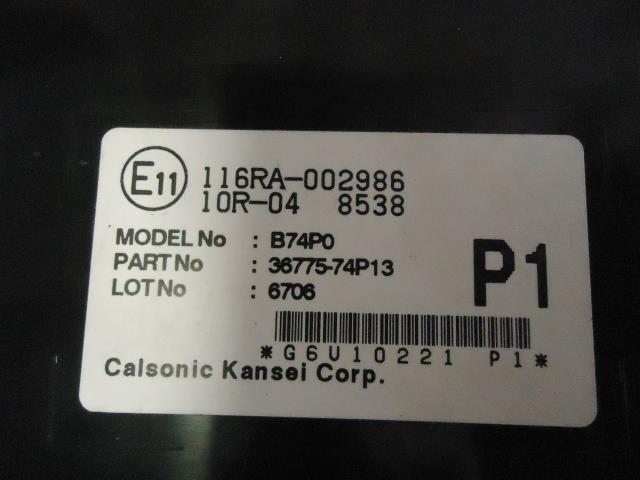 E11 116RA-002986
10R-04 8538
MODEL No : B74P0
PART No : 36775-74P13
LOT No : 6706
P1
*G6U10221 P1*
Calsonic Kansei Corp.